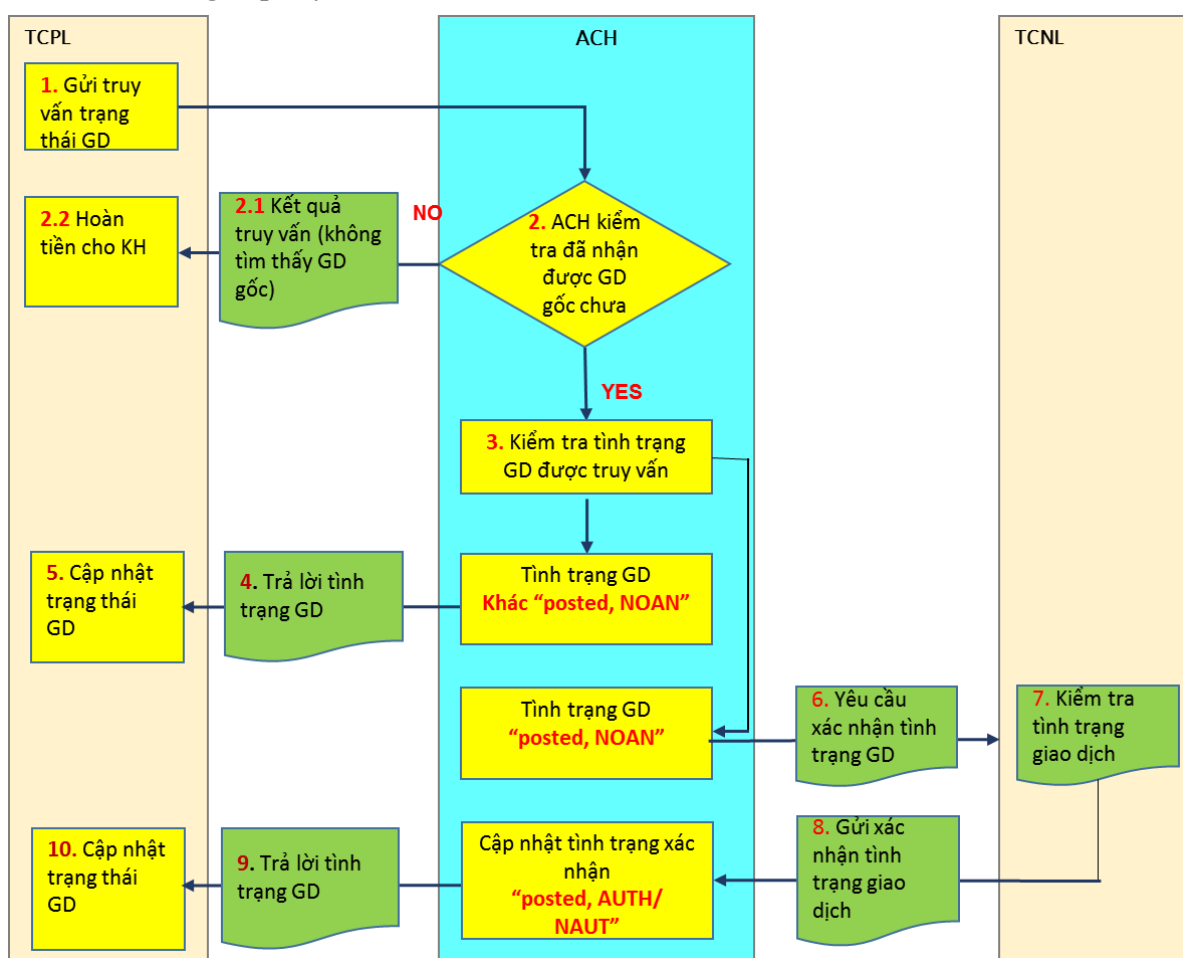 TCPL
ACH
TCNL
1. Gửi truy
vấn trạng
thái GD
2.2 Hoàn
tiền cho KH
2.1 Kết quả
truy vấn (không
tìm thấy GD
gốc)
NO
2. ACH kiểm
tra đã nhận
được GD
gốc chưa
YES
3. Kiểm tra tình trạng
GD được truy vấn
5. Cập nhật
trạng thái
GD
4. Trả lời tình
trạng GD
Tình trạng GD
Khác “posted, NOAN”
Tình trạng GD
“posted, NOAN”
6. Yêu cầu
xác nhận tình
trạng GD
7. Kiểm tra
tình trạng
giao dịch
10. Cập nhật
trạng thái
GD
9. Trả lời tình
trạng GD
Cập nhật tình trạng xác
nhận
“posted, AUTH/
NAUT”
8. Gửi xác
nhận tình
trạng giao
dịch